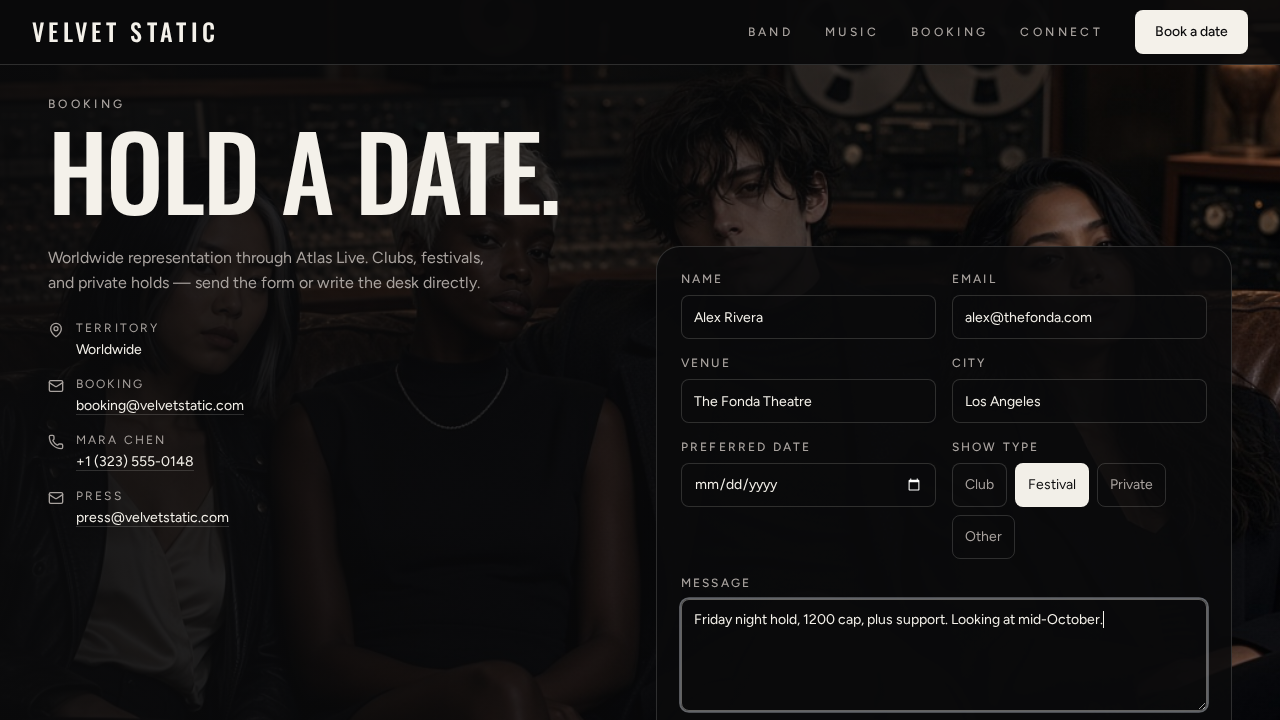 VELVET STATIC
BAND
MUSIC
BOOKING
CONNECT
Book a date
BOOKING
HOLD A DATE.
Worldwide representation through Atlas Live. Clubs, festivals,
and private holds — send the form or write the desk directly.
TERRITORY
Worldwide
BOOKING
booking@velvetstatic.com
MARA CHEN
+1 (323) 555-0148
PRESS
press@velvetstatic.com
NAME
Alex Rivera
EMAIL
alex@thefonda.com
VENUE
The Fonda Theatre
CITY
Los Angeles
PREFERRED DATE
mm/dd/yyyy
SHOW TYPE
Club
Festival
Private
Other
MESSAGE
Friday night hold, 1200 cap, plus support. Looking at mid-October.